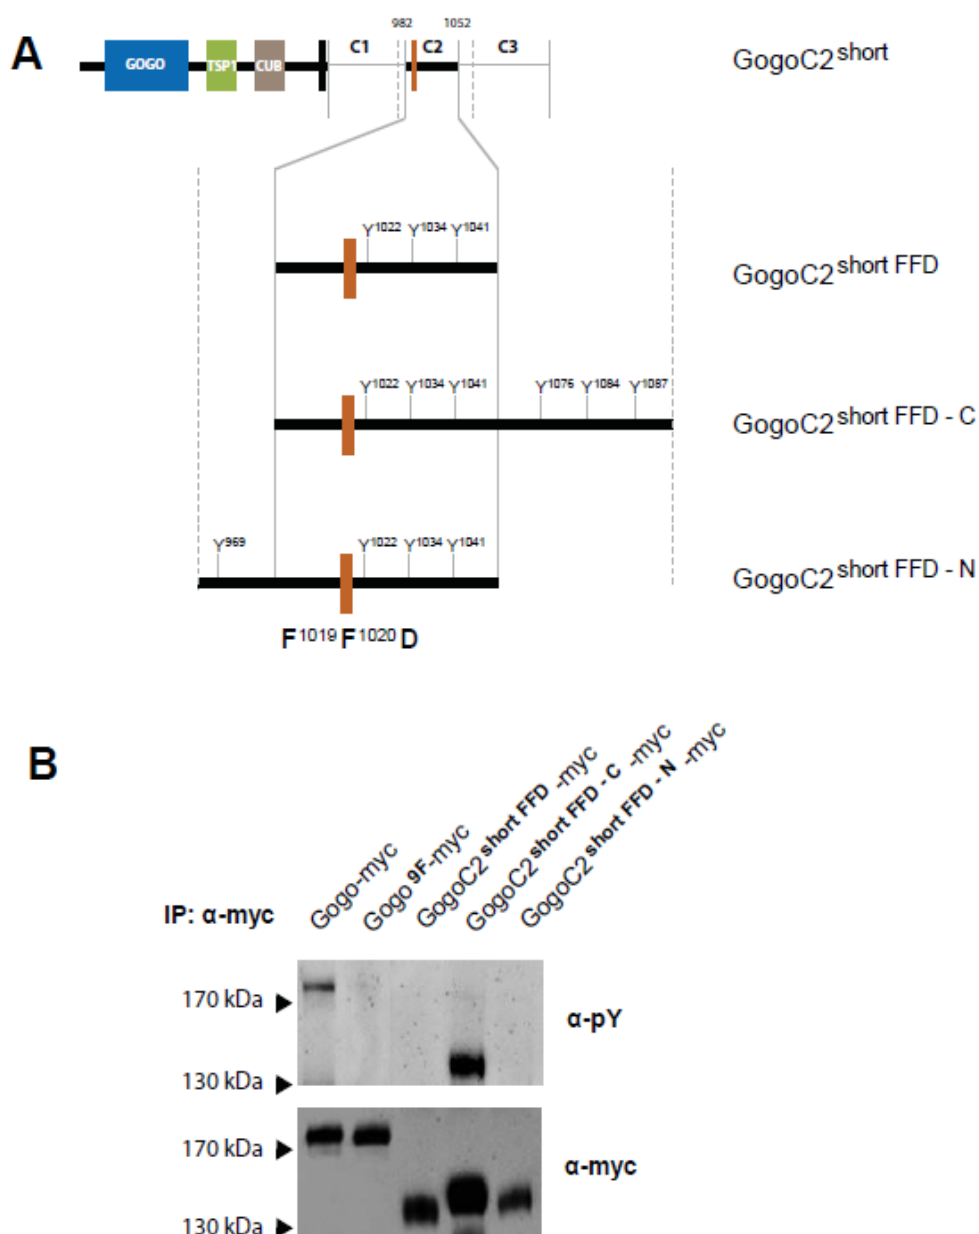 A
982 1052
GOGO TSP1 CUB C1 C2 C3
GogoC2short
Y1022 Y1034 Y1041
GogoC2short FFD
Y1022 Y1034 Y1041 Y1076 Y1084 Y1087
GogoC2short FFD - C
Y969 Y1022 Y1034 Y1041
GogoC2short FFD - N
F1019 F1020 D
B
IP: α-myc
Gogo-myc
Gogo 9F-myc
GogoC2short FFD -myc
GogoC2short FFD - C -myc
GogoC2short FFD - N -myc
170 kDa
130 kDa
α-pY
170 kDa
130 kDa
α-myc